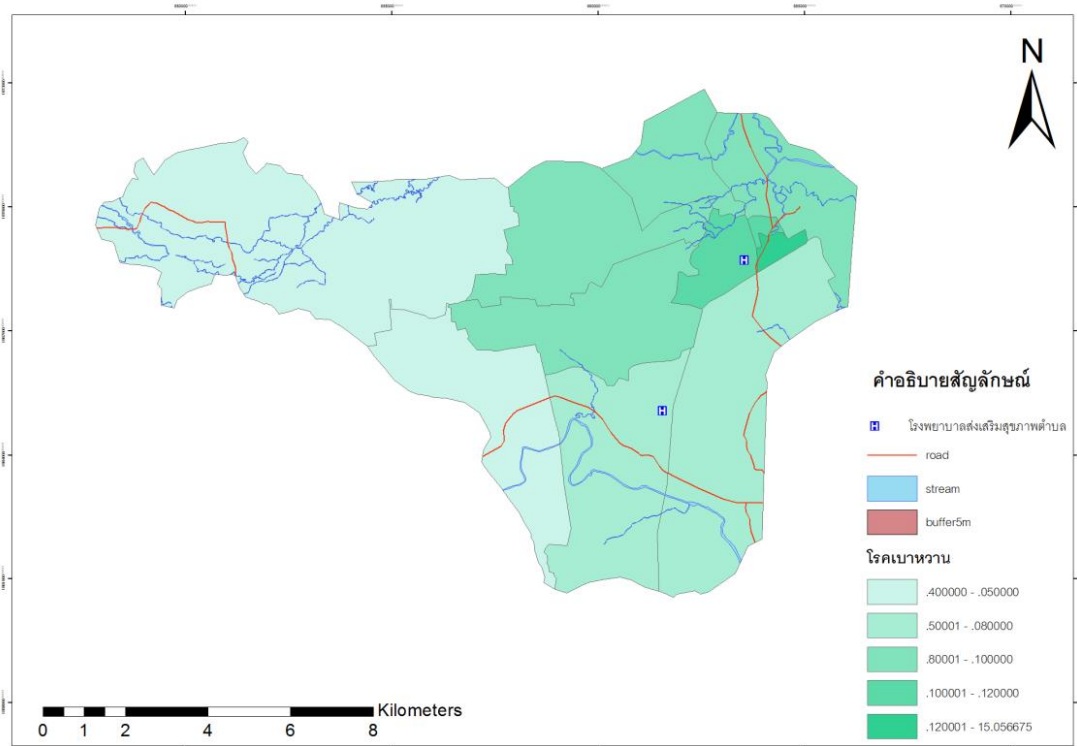 N
คำอธิบายสัญลักษณ์
H โรงพยาบาลส่งเสริมสุขภาพตำบล
road
stream
buffer5m
โรคเบาหวาน
.400000 - .050000
.50001 - .080000
.80001 - .100000
.100001 - .120000
.120001 - 15.056675
H
H
Kilometers
0 1 2 4 6 8